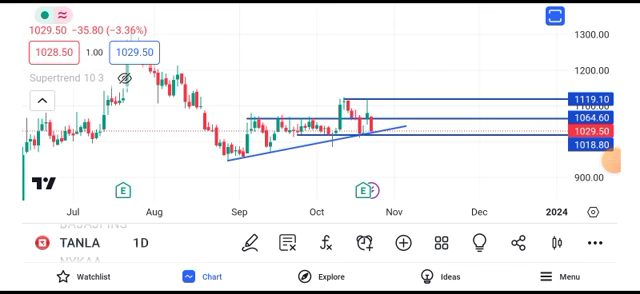 1029.50 −35.80 (−3.36%)
1300.00
1028.50 1.00 1029.50
1200.00
Supertrend 10 3
1119.10
1064.60
1029.50
1018.80
900.00
E E
Jul Aug Sep Oct Nov Dec 2024
TANLA 1D
NYKAA
Watchlist Chart Explore Ideas Menu